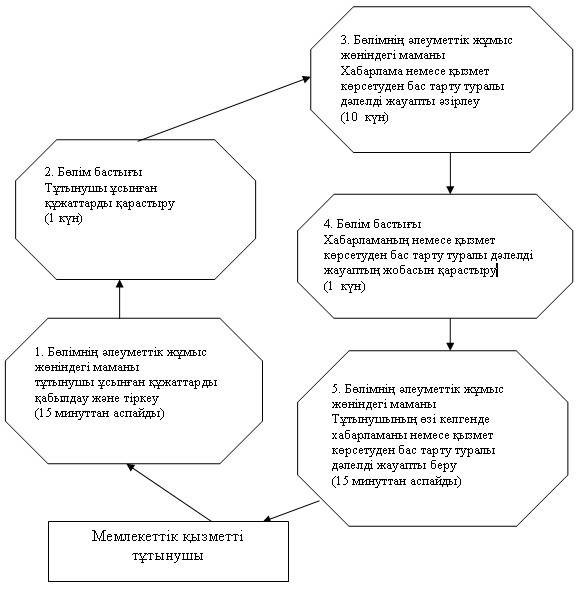 3. Бөлімнің әлеуметтік жұмыс
жөніндегі маманы
Хабарлама немесе қызмет
көрсетуден бас тарту туралы
дәлелді жауапты әзірлеу
(10 күн)
2. Бөлім бастығы
Тұтынушы ұсынған
құжаттарды қарастыру
(1 күн)
4. Бөлім бастығы
Хабарламаның немесе қызмет
көрсетуден бас тарту туралы дәлелді
жауаптың жобасын қарастыру
(1 күн)
1. Бөлімнің әлеуметтік жұмыс
жөніндегі маманы
тұтынушы ұсынған құжаттарды
қабылдау және тіркеу
(15 минуттан аспайды)
5. Бөлімнің әлеуметтік жұмыс
жөніндегі маманы
Тұтынушының өзі келгенде
хабарламаны немесе қызмет
көрсетуден бас тарту туралы
дәлелді жауапты беру
(15 минуттан аспайды)
Мемлекеттік қызметті
тұтынушы